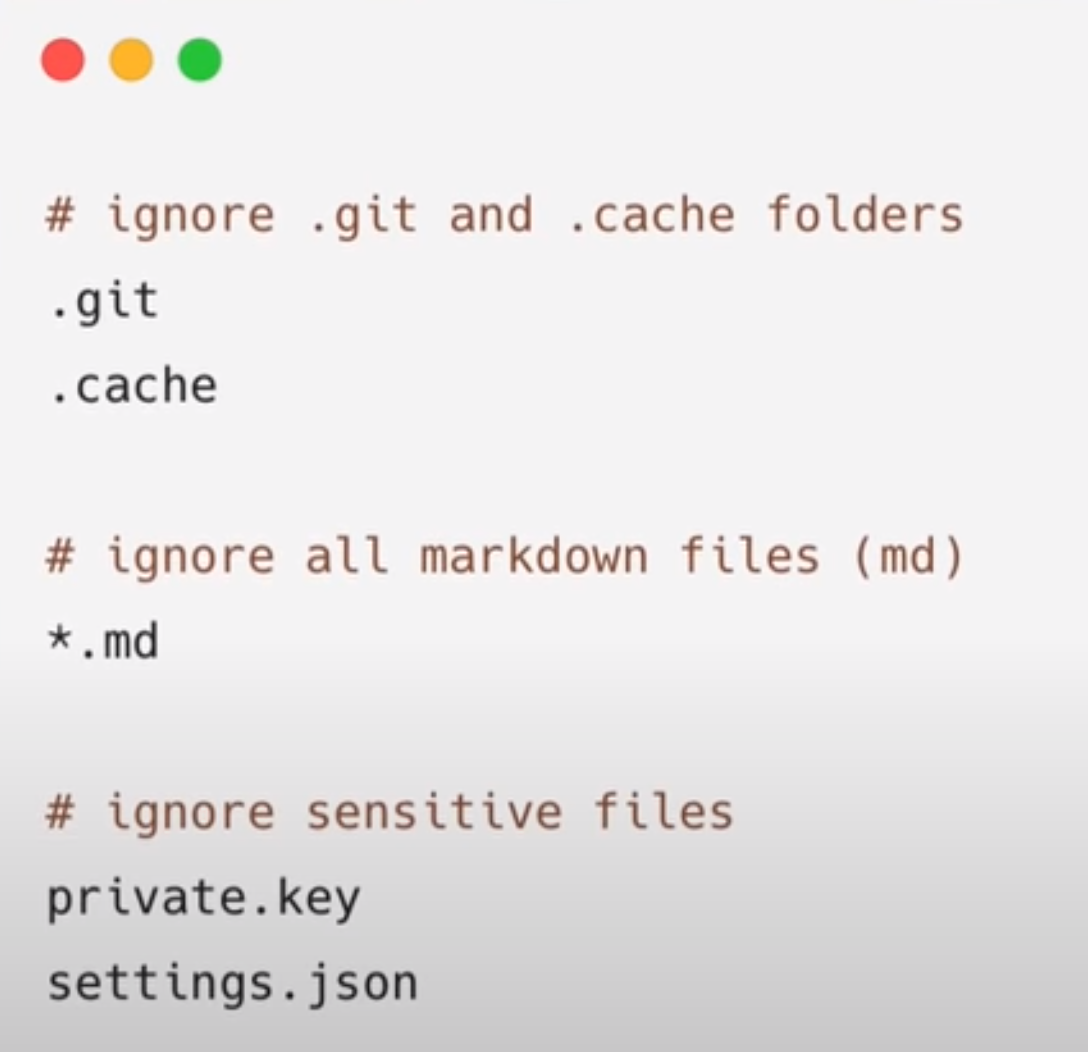 # ignore .git and .cache folders
.git
.cache
# ignore all markdown files (md)
*.md
# ignore sensitive files
private.key
settings.json